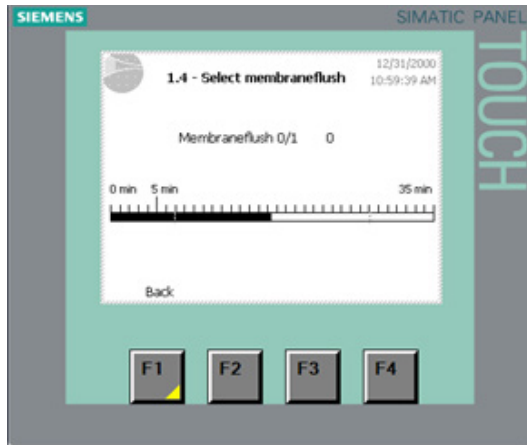 SIEMENS
SIMATIC PANEL
TOUCH
12/31/2000
1.4 - Select membraneflush
10:59:39 AM
Membraneflush 0/1 0
0 min 5 min 35 min
Back
F1 F2 F3 F4